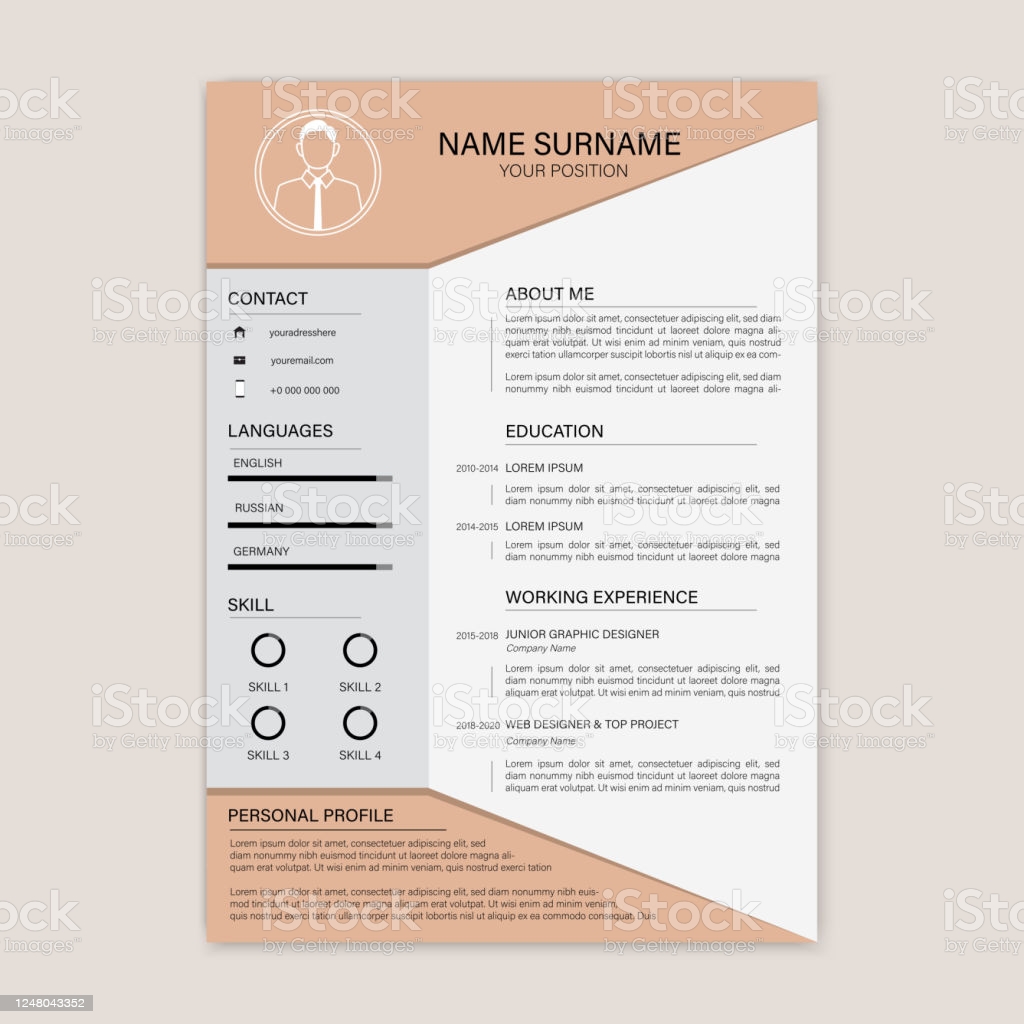 NAME SURNAME
YOUR POSITION
CONTACT
youradresshere
youremail.com
+0 000 000 000
LANGUAGES
ENGLISH
RUSSIAN
GERMANY
SKILL
SKILL 1
SKILL 2
SKILL 3
SKILL 4
ABOUT ME
Lorem ipsum dolor sit amet, consectetuer adipiscing elit, sed
diam nonummy nibh euismod tincidunt ut laoreet dolore
magna aliquam erat volutpat. Ut wisi enim ad minim veniam,
quis nostrud exerci tation ullamcorper adipiscing elit, sed
exerci tation ullamcorper suscipit lobortis nisl ut aliquip ex ea com-
Lorem ipsum dolor sit amet, consectetuer adipiscing elit, sed diam
nonummy nibh euismod tincidunt ut laoreet dolore magna ali-
EDUCATION
2010-2014 LOREM IPSUM
Lorem ipsum dolor sit amet, consectetuer adipiscing elit, sed
diam nonummy nibh euismod tincidunt ut laoreet dolore magna
2014-2015 LOREM IPSUM
Lorem ipsum dolor sit amet, consectetuer adipiscing elit, sed
diam nonummy nibh euismod tincidunt ut laoreet dolore magna
WORKING EXPERIENCE
2015-2018 JUNIOR GRAPHIC DESIGNER
Company Name
Lorem ipsum dolor sit amet, consectetuer adipiscing elit, sed
diam nonummy nibh euismod tincidunt ut laoreet dolore magna
aliquam erat volutpat. Ut wisi enim ad minim veniam, quis nostrud
2018-2020 WEB DESIGNER & TOP PROJECT
Company Name
Lorem ipsum dolor sit amet, consectetuer adipiscing elit, sed
diam nonummy nibh euismod tincidunt ut laoreet dolore magna
aliquam erat volutpat. Ut wisi enim ad minim veniam, quis nostrud
PERSONAL PROFILE
Lorem ipsum dolor sit amet, consectetuer adipiscing elit, sed
diam nonummy nibh euismod tincidunt ut laoreet dolore magna ali-
quam erat volutpat. Ut wisi enim ad minim veniam, quis nostrud exerci tation
Lorem ipsum dolor sit amet, consectetuer adipiscing elit, sed diam nonummy nibh euis-
mod tincidunt ut laoreet dolore magna aliquam erat volutpat. Ut wisi enim ad minim veniam,
quis nostrud exerci tation ullamcorper suscipit lobortis nisl ut aliquip ex ea commodo consequat. Duis
iStock
by Getty Images™
1248043352